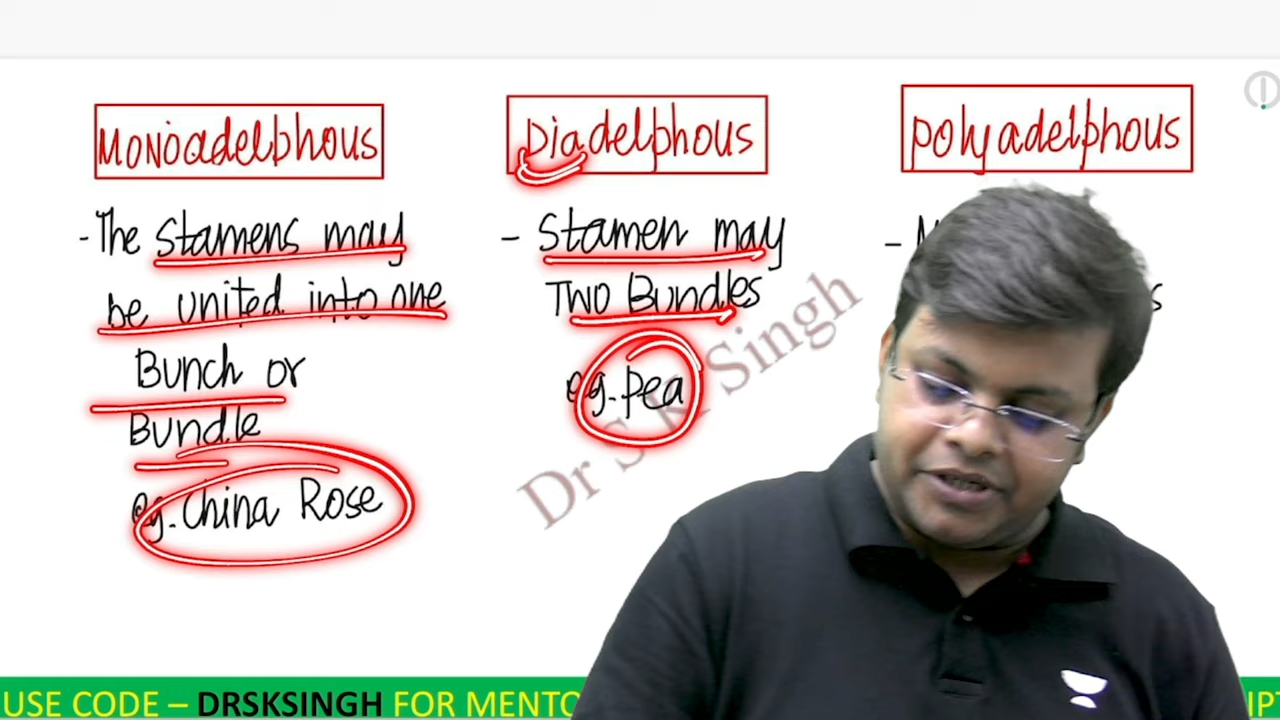 Monoadelphous
Diadelphous
Polyadelphous
- The stamens may
be united into one
Bunch or
Bundle
eg. China Rose
- Stamen may
Two Bundles
eg. Pea
-
Dr S K Singh
USE CODE – DRSKSINGH FOR MENTO